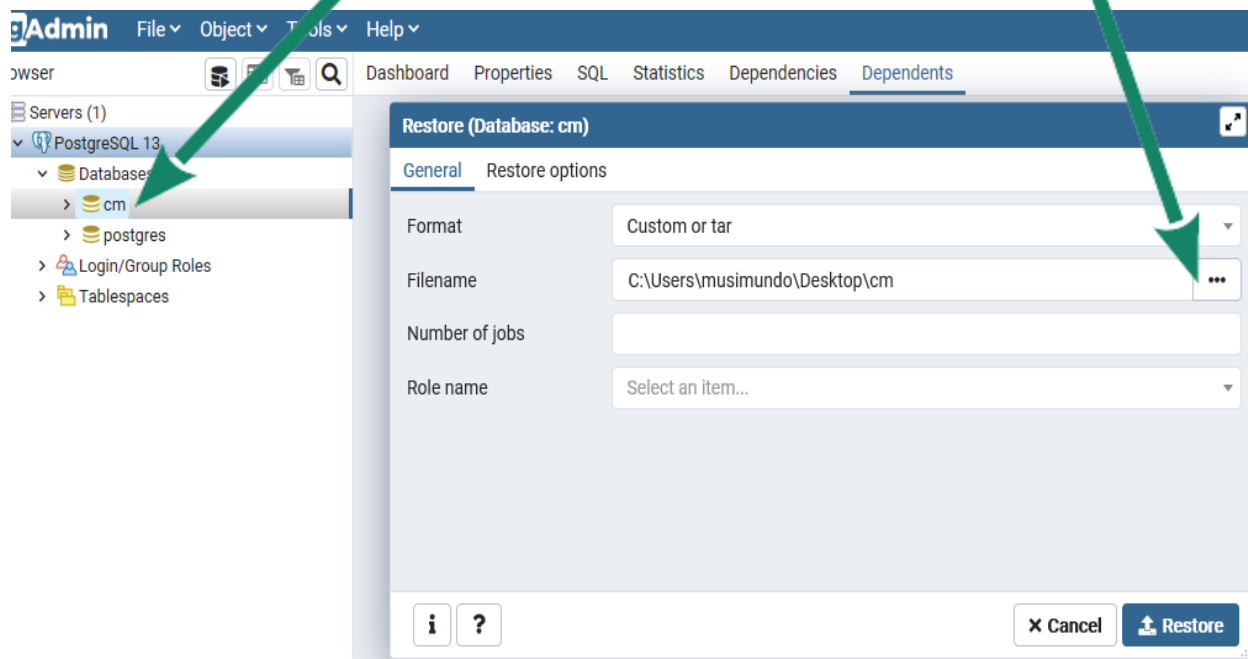 gAdmin File Object Tools Help
owser
Dashboard Properties SQL Statistics Dependencies Dependents
Servers (1)
PostgreSQL 13
Databases
cm
postgres
Login/Group Roles
Tablespaces
Restore (Database: cm)
General Restore options
Format Custom or tar
Filename C:\Users\musimundo\Desktop\cm
Number of jobs
Role name Select an item...
i ? Cancel Restore